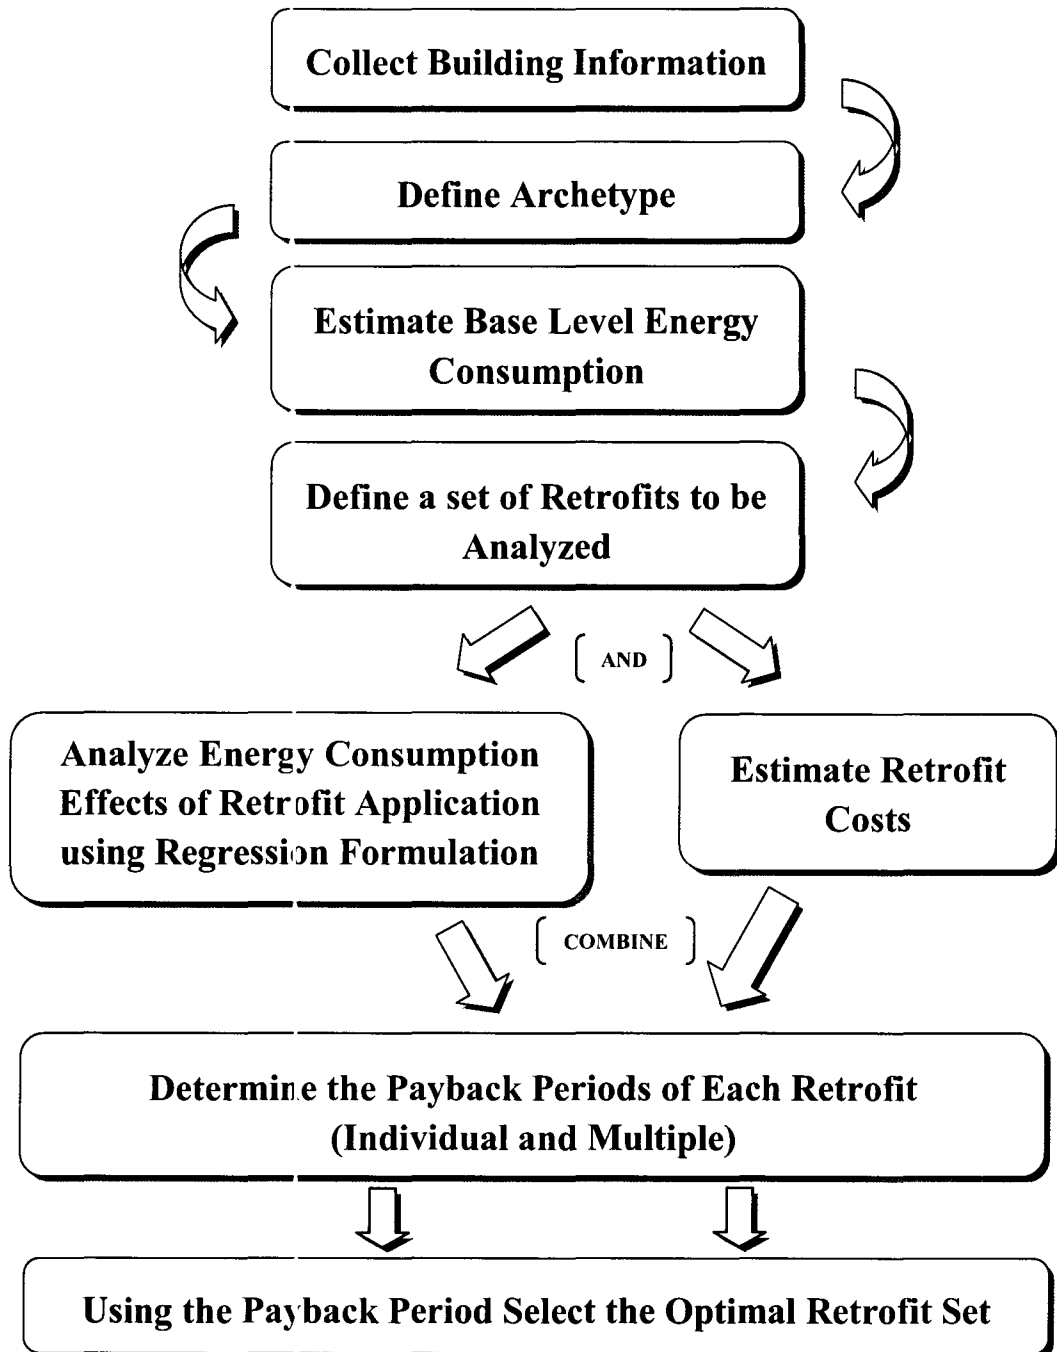 Collect Building Information
Define Archetype
Estimate Base Level Energy
Consumption
Define a set of Retrofits to be
Analyzed
AND
Analyze Energy Consumption
Effects of Retrofit Application
using Regression Formulation
Estimate Retrofit
Costs
COMBINE
Determine the Payback Periods of Each Retrofit
(Individual and Multiple)
Using the Payback Period Select the Optimal Retrofit Set